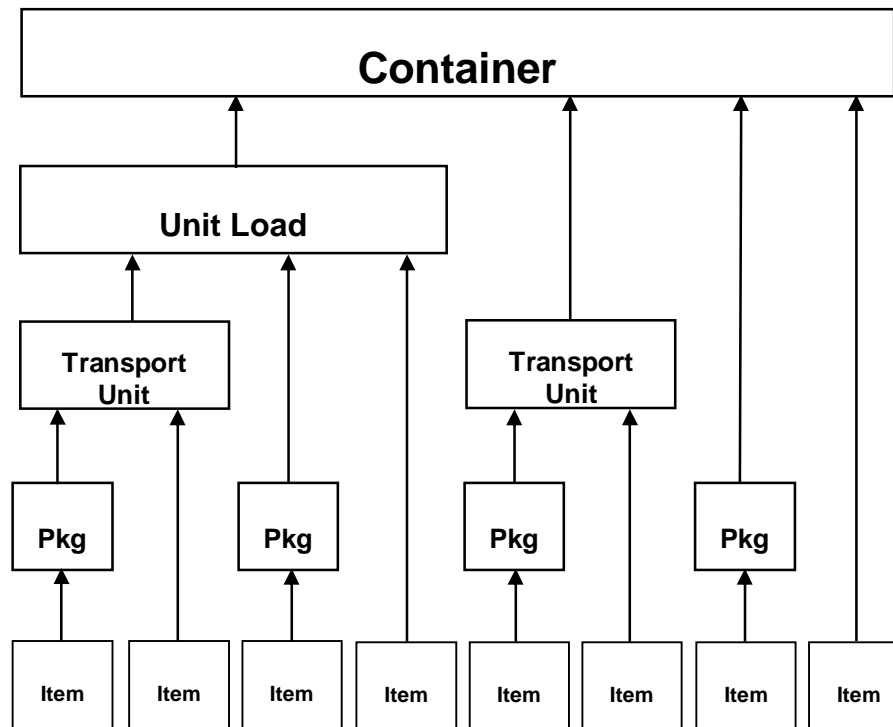 Container
Unit Load
Transport
Unit
Transport
Unit
Pkg
Pkg
Pkg
Pkg
Item
Item
Item
Item
Item
Item
Item
Item